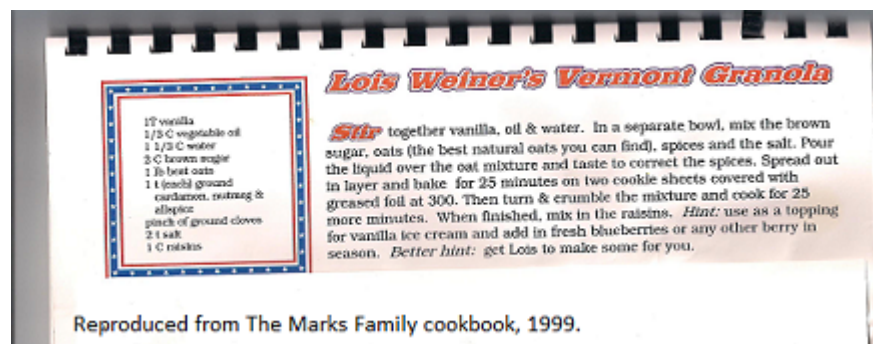 Lois Weiner's Vermont Granola
1T vanilla
1/3 C vegetable oil
1 1/3 C water
3 C brown sugar
1 lb best oats
1 t (each) ground
cardamon, nutmeg &
allspice
pinch of ground cloves
2 t salt
1 C raisins
Stir together vanilla, oil & water. In a separate bowl, mix the brown
sugar, oats (the best natural oats you can find), spices and the salt. Pour
the liquid over the oat mixture and taste to correct the spices. Spread out
in layer and bake for 25 minutes on two cookie sheets covered with
greased foil at 300. Then turn & crumble the mixture and cook for 25
more minutes. When finished, mix in the raisins. Hint: use as a topping
for vanilla ice cream and add in fresh blueberries or any other berry in
season. Better hint: get Lois to make some for you.
Reproduced from The Marks Family cookbook, 1999.